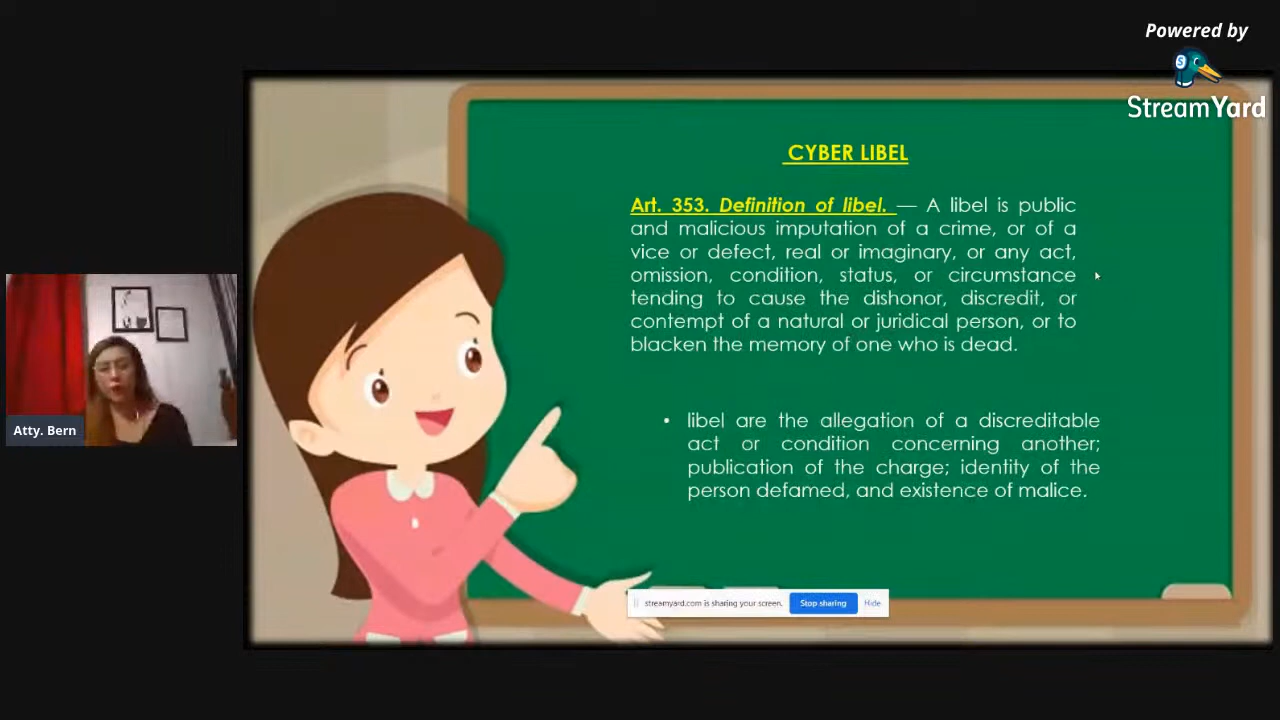 Powered by
StreamYard
CYBER LIBEL
Art. 353. Definition of libel. — A libel is public
and malicious imputation of a crime, or of a
vice or defect, real or imaginary, or any act,
omission, condition, status, or circumstance
tending to cause the dishonor, discredit, or
contempt of a natural or juridical person, or to
blacken the memory of one who is dead.
• libel are the allegation of a discreditable
act or condition concerning another;
publication of the charge; identity of the
person defamed, and existence of malice.
Atty. Bern
streamyard.com is sharing your screen. Stop sharing Hide